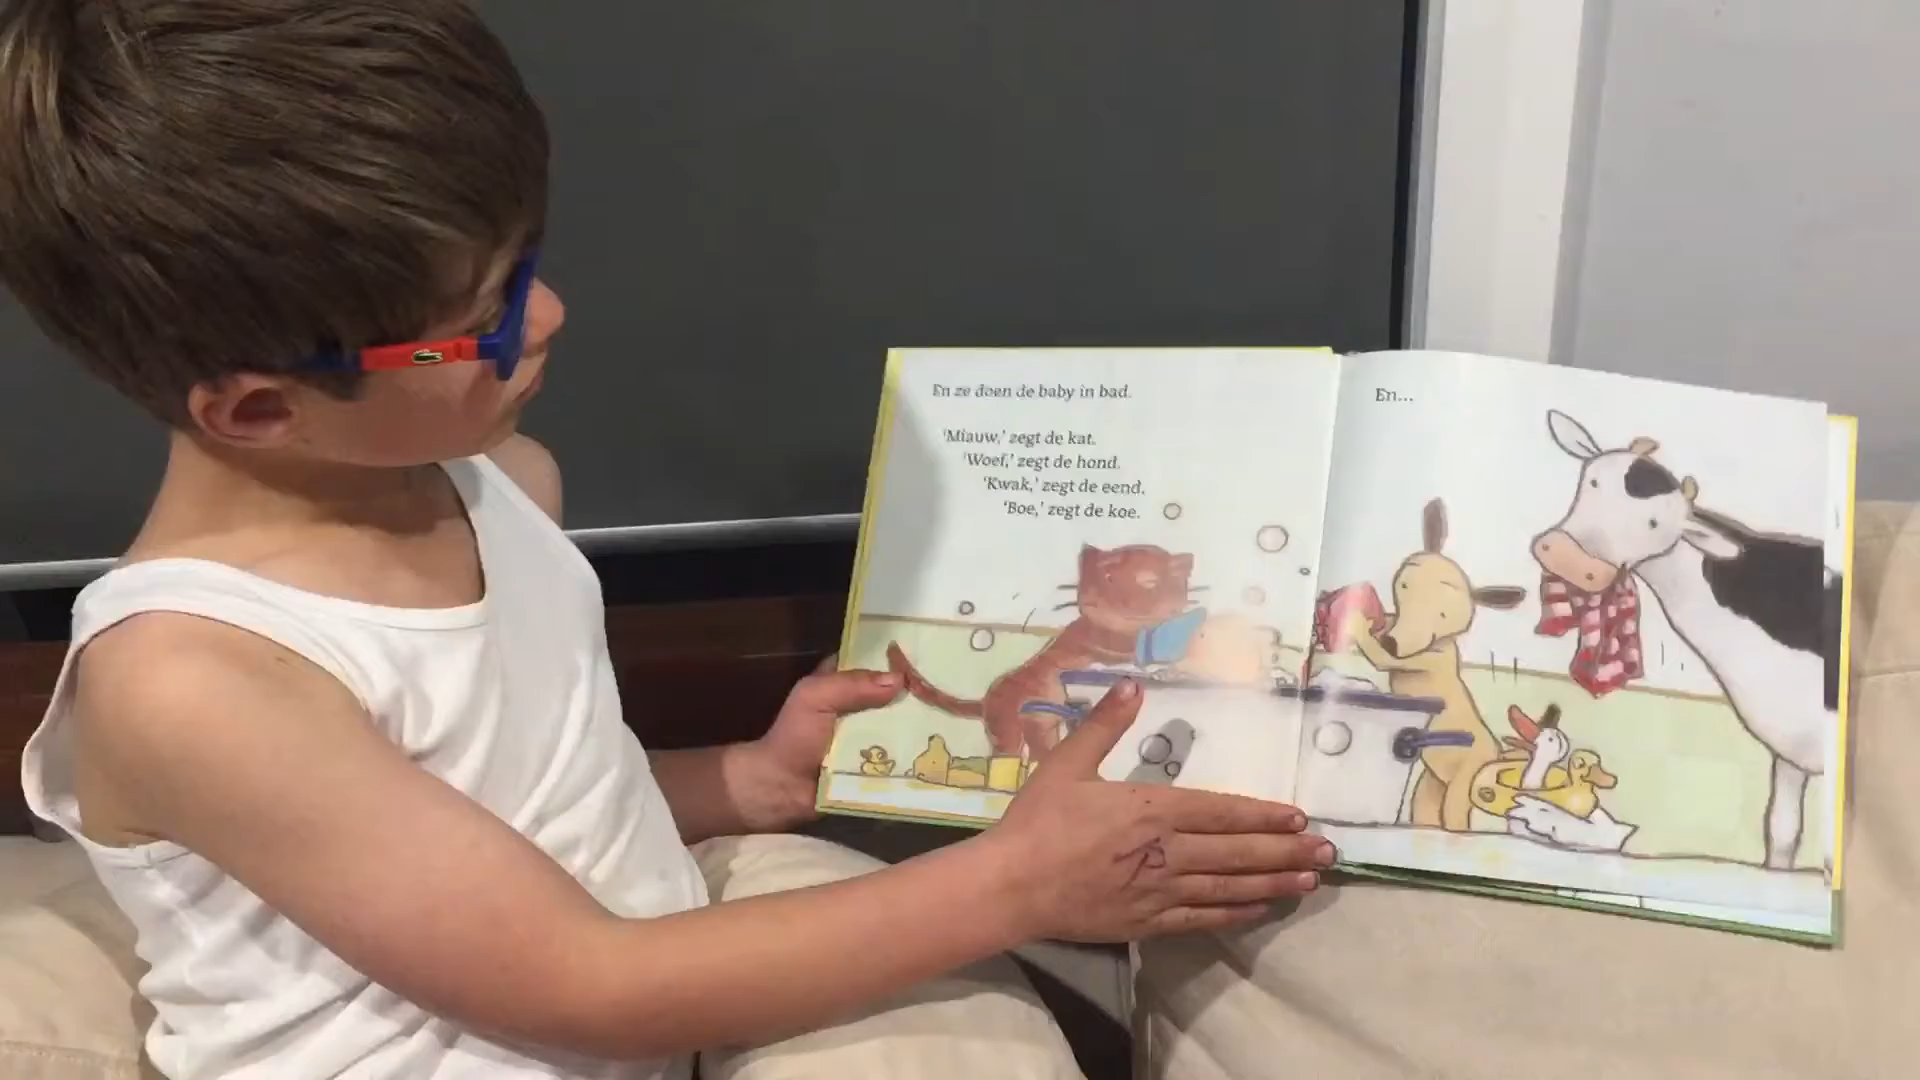 En ze doen de baby in bad.
'Miauw,' zegt de kat.
'Woef,' zegt de hond.
'Kwak,' zegt de eend.
'Boe,' zegt de koe.
En...